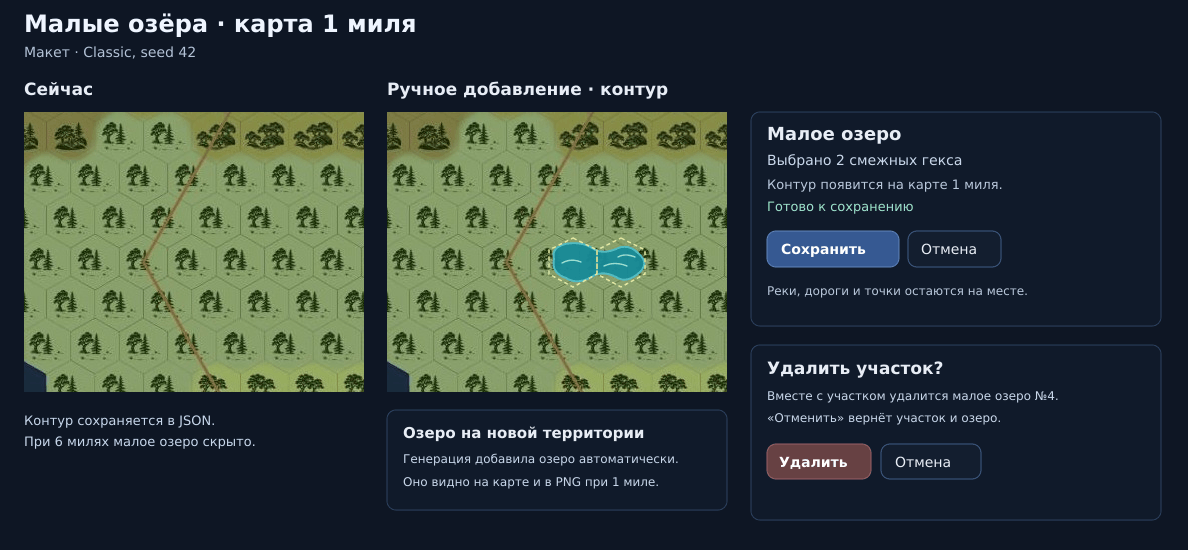 Малые озёра · карта 1 миля
Макет · Classic, seed 42
Сейчас
Контур сохраняется в JSON.
При 6 милях малое озеро скрыто.
Ручное добавление · контур
Озеро на новой территории
Генерация добавила озеро автоматически.
Оно видно на карте и в PNG при 1 миле.
Малое озеро
Выбрано 2 смежных гекса
Контур появится на карте 1 миля.
Готово к сохранению
Сохранить
Отмена
Реки, дороги и точки остаются на месте.
Удалить участок?
Вместе с участком удалится малое озеро №4.
«Отменить» вернёт участок и озеро.
Удалить
Отмена